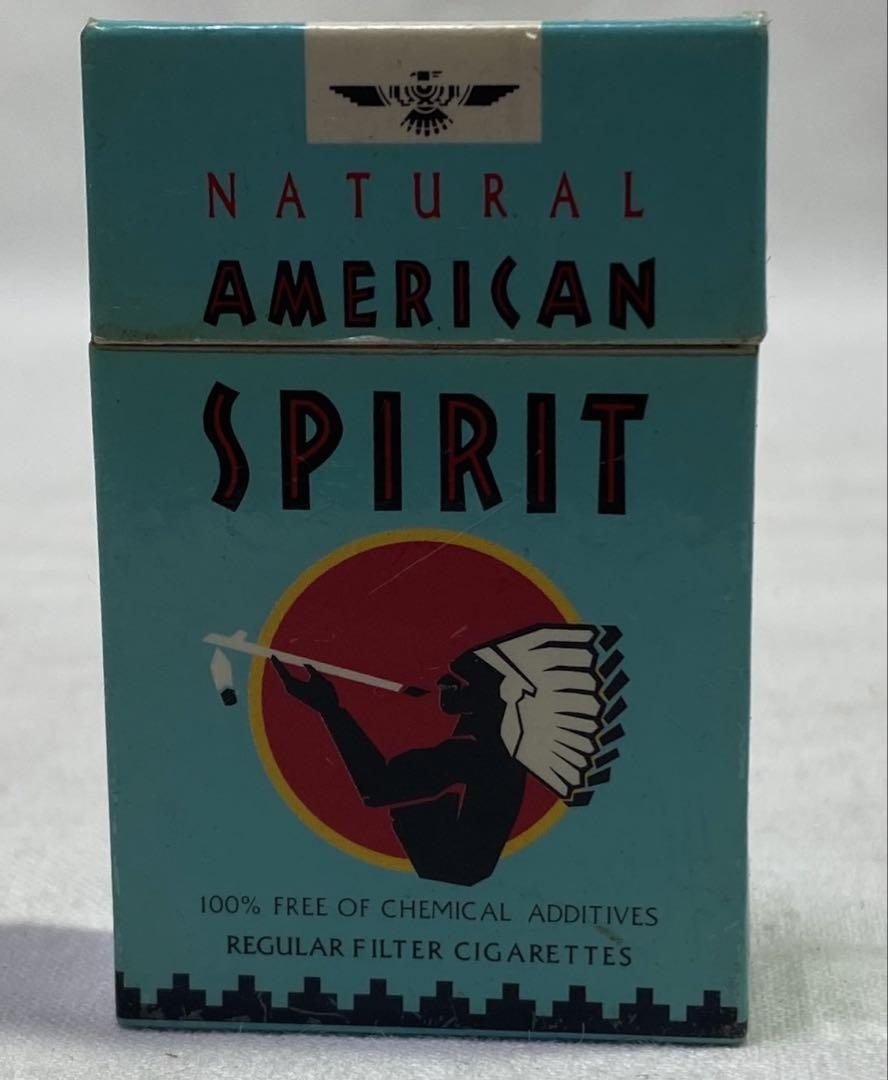 NATURAL
AMERICAN
SPIRIT
100% FREE OF CHEMICAL ADDITIVES
REGULAR FILTER CIGARETTES